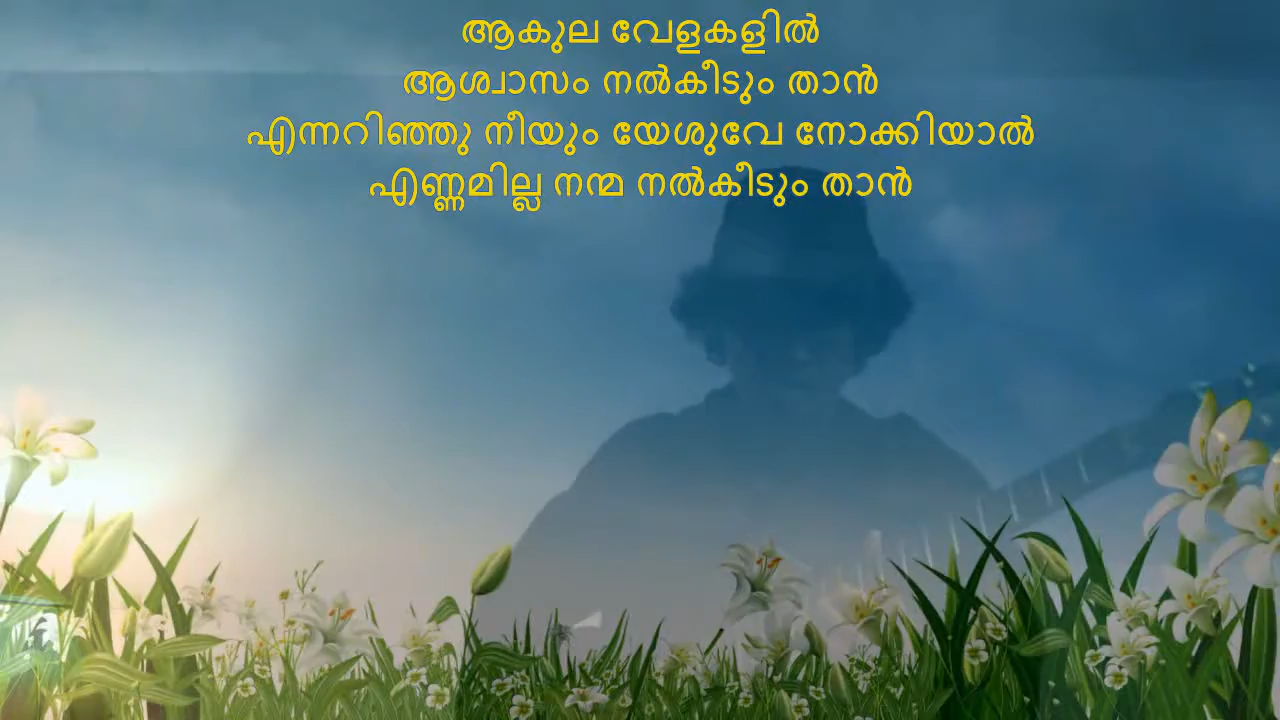 ആകുല വേളകളിൽ
ആശ്വാസം നൽകീടും താൻ
എന്നറിഞ്ഞു നീയും യേശുവേ നോക്കിയാൽ
എണ്ണമില്ല നന്മ നൽകീടും താൻ